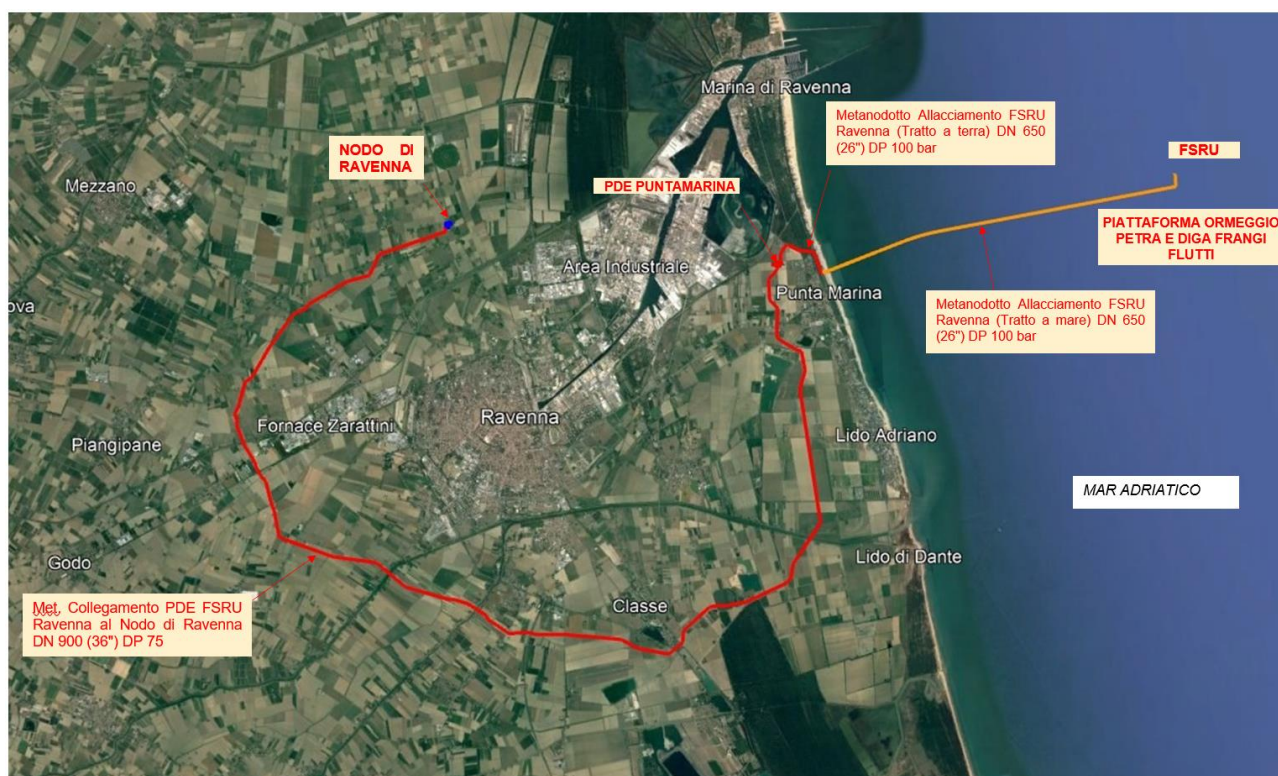 Marina di Ravenna
Metanodotto Allacciamento FSRU
Ravenna (Tratto a terra) DN 650
(26") DP 100 bar
NODO DI
RAVENNA
FSRU
Mezzano
PDE PUNTAMARINA
PIATTAFORMA ORMEGGIO
PETRA E DIGA FRANGI
FLUTTI
Area Industriale
Punta Marina
ova
Metanodotto Allacciamento FSRU
Ravenna (Tratto a mare) DN 650
(26") DP 100 bar
Ravenna
Fornace Zarattini
Piangipane
Lido Adriano
MAR ADRIATICO
Lido di Dante
Godo
Classe
Met. Collegamento PDE FSRU
Ravenna al Nodo di Ravenna
DN 900 (36") DP 75